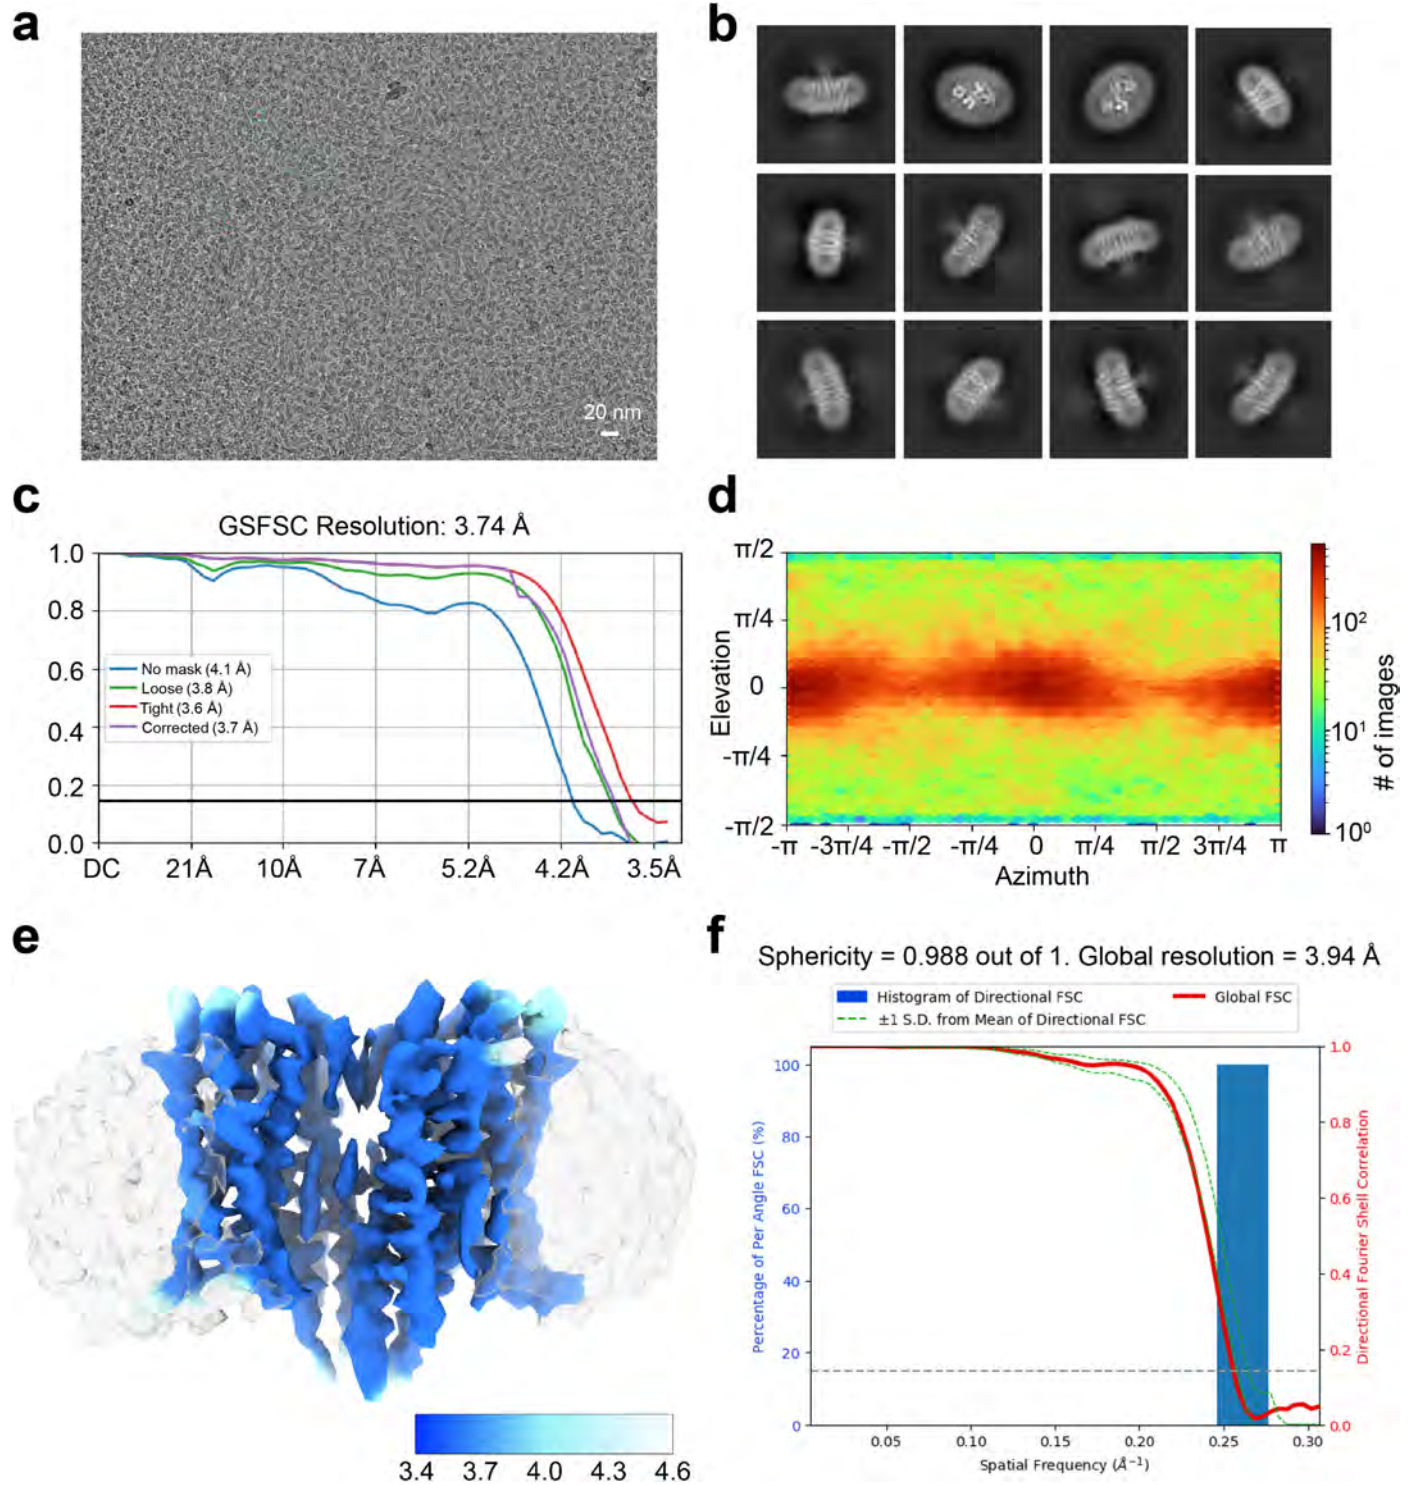 a
20 nm
b
c
GSFSC Resolution: 3.74 Å
1.0
0.8
0.6
0.4
0.2
0.0
No mask (4.1 Å)
Loose (3.8 Å)
Tight (3.6 Å)
Corrected (3.7 Å)
DC 21Å 10Å 7Å 5.2Å 4.2Å 3.5Å
d
π/2
π/4
0
-π/4
-π/2
Elevation
-π -3π/4 -π/2 -π/4 0 π/4 π/2 3π/4 π
Azimuth
10²
10¹
10⁰
# of images
e
3.4 3.7 4.0 4.3 4.6
f
Sphericity = 0.988 out of 1. Global resolution = 3.94 Å
Histogram of Directional FSC
Global FSC
±1 S.D. from Mean of Directional FSC
100
80
60
40
20
0
Percentage of Per Angle FSC (%)
1.0
0.8
0.6
0.4
0.2
0.0
Directional Fourier Shell Correlation
0.05 0.10 0.15 0.20 0.25 0.30
Spatial Frequency (Å⁻¹)